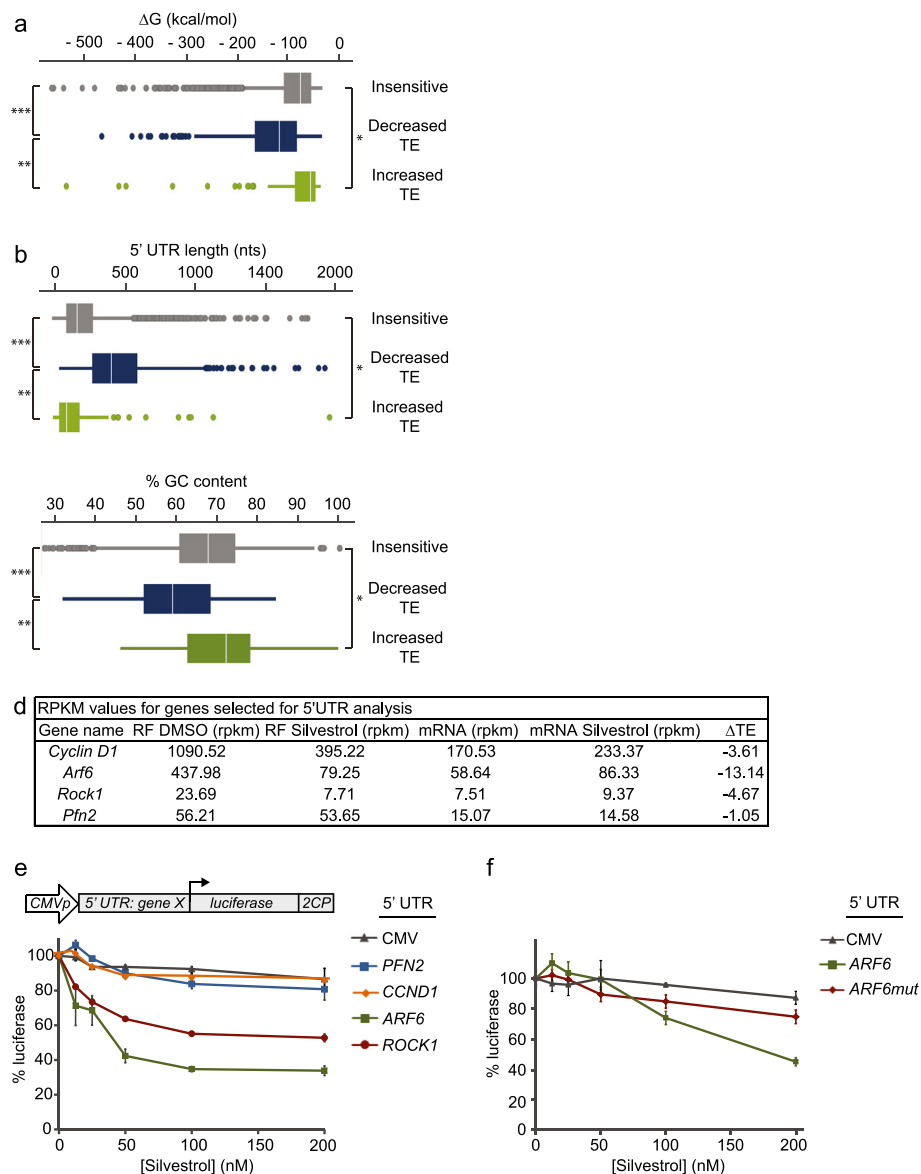 a
ΔG (kcal/mol)
- 500 - 400 - 300 - 200 - 100 0
Insensitive
Decreased
TE
Increased
TE
***
**
*
b
5' UTR length (nts)
0 500 1000 1400 2000
Insensitive
Decreased
TE
Increased
TE
***
**
*
% GC content
30 40 50 60 70 80 90 100
Insensitive
Decreased
TE
Increased
TE
***
**
*
d
RPKM values for genes selected for 5'UTR analysis
Gene name RF DMSO (rpkm) RF Silvestrol (rpkm) mRNA (rpkm) mRNA Silvestrol (rpkm) ΔTE
Cyclin D1 1090.52 395.22 170.53 233.37 -3.61
Arf6 437.98 79.25 58.64 86.33 -13.14
Rock1 23.69 7.71 7.51 9.37 -4.67
Pfn2 56.21 53.65 15.07 14.58 -1.05
e
CMVp 5' UTR: gene X luciferase 2CP
5' UTR
CMV
PFN2
CCND1
ARF6
ROCK1
% luciferase
100
80
60
40
20
0
0 50 100 150 200
[Silvestrol] (nM)
f
5' UTR
CMV
ARF6
ARF6mut
% luciferase
100
80
60
40
20
0
0 50 100 150 200
[Silvestrol] (nM)